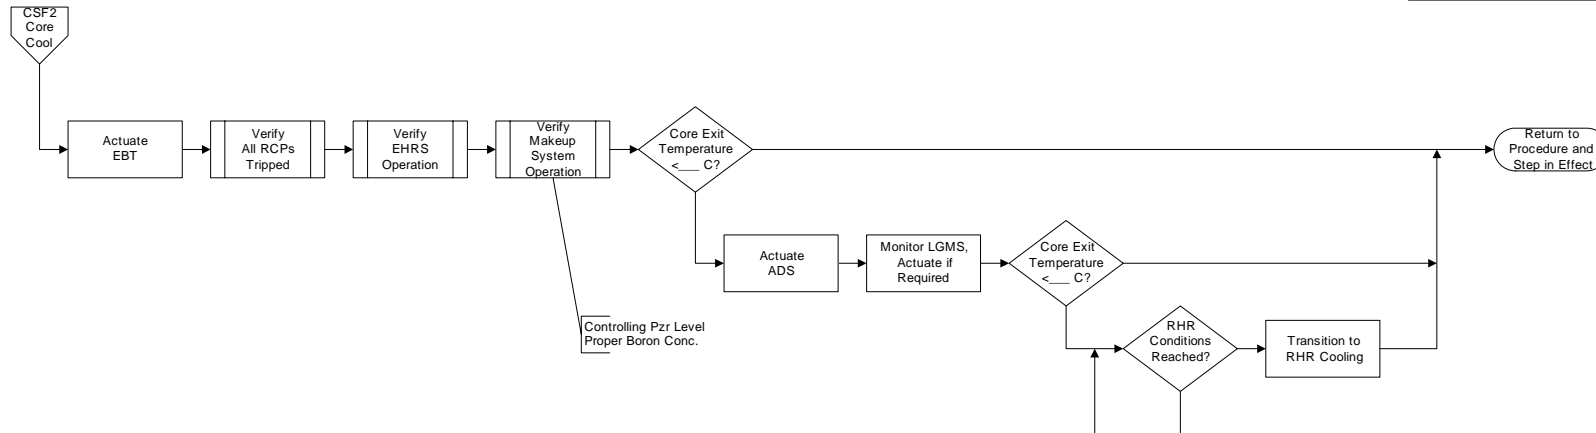 CSF2
Core
Cool
Actuate
EBT
Verify
All RCPs
Tripped
Verify
EHRS
Operation
Verify
Makeup
System
Operation
Core Exit
Temperature
<___ C?
Return to
Procedure and
Step in Effect
Actuate
ADS
Monitor LGMS,
Actuate if
Required
Core Exit
Temperature
<___ C?
Controlling Pzr Level
Proper Boron Conc.
RHR
Conditions
Reached?
Transition to
RHR Cooling